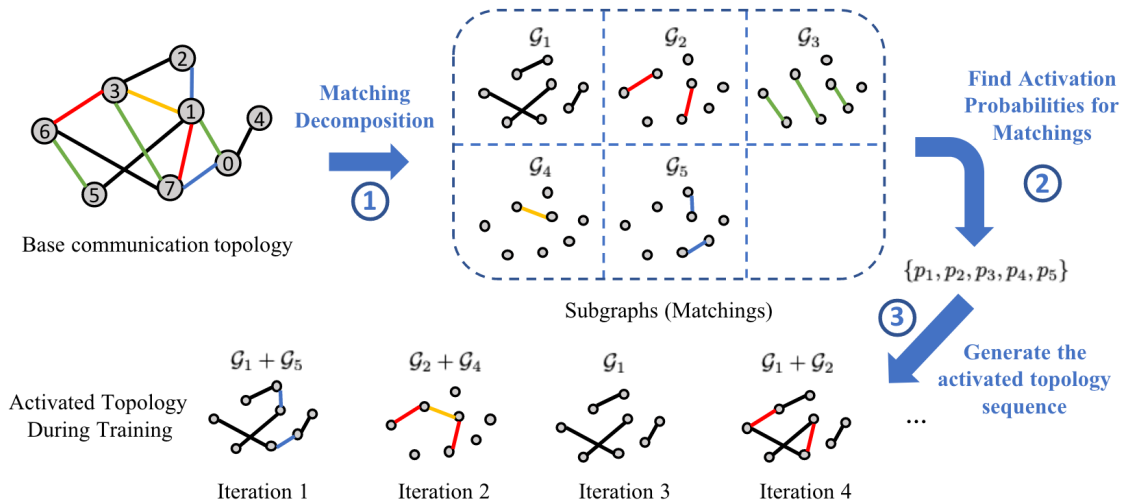 2
3
1
4
6
0
5
7
Base communication topology
Matching
Decomposition
1
𝒢₁
𝒢₂
𝒢₃
𝒢₄
𝒢₅
Subgraphs (Matchings)
Find Activation
Probabilities for
Matchings
2
{p₁, p₂, p₃, p₄, p₅}
3
Generate the
activated topology
sequence
Activated Topology
During Training
𝒢₁ + 𝒢₅
𝒢₂ + 𝒢₄
𝒢₁
𝒢₁ + 𝒢₂
...
Iteration 1
Iteration 2
Iteration 3
Iteration 4